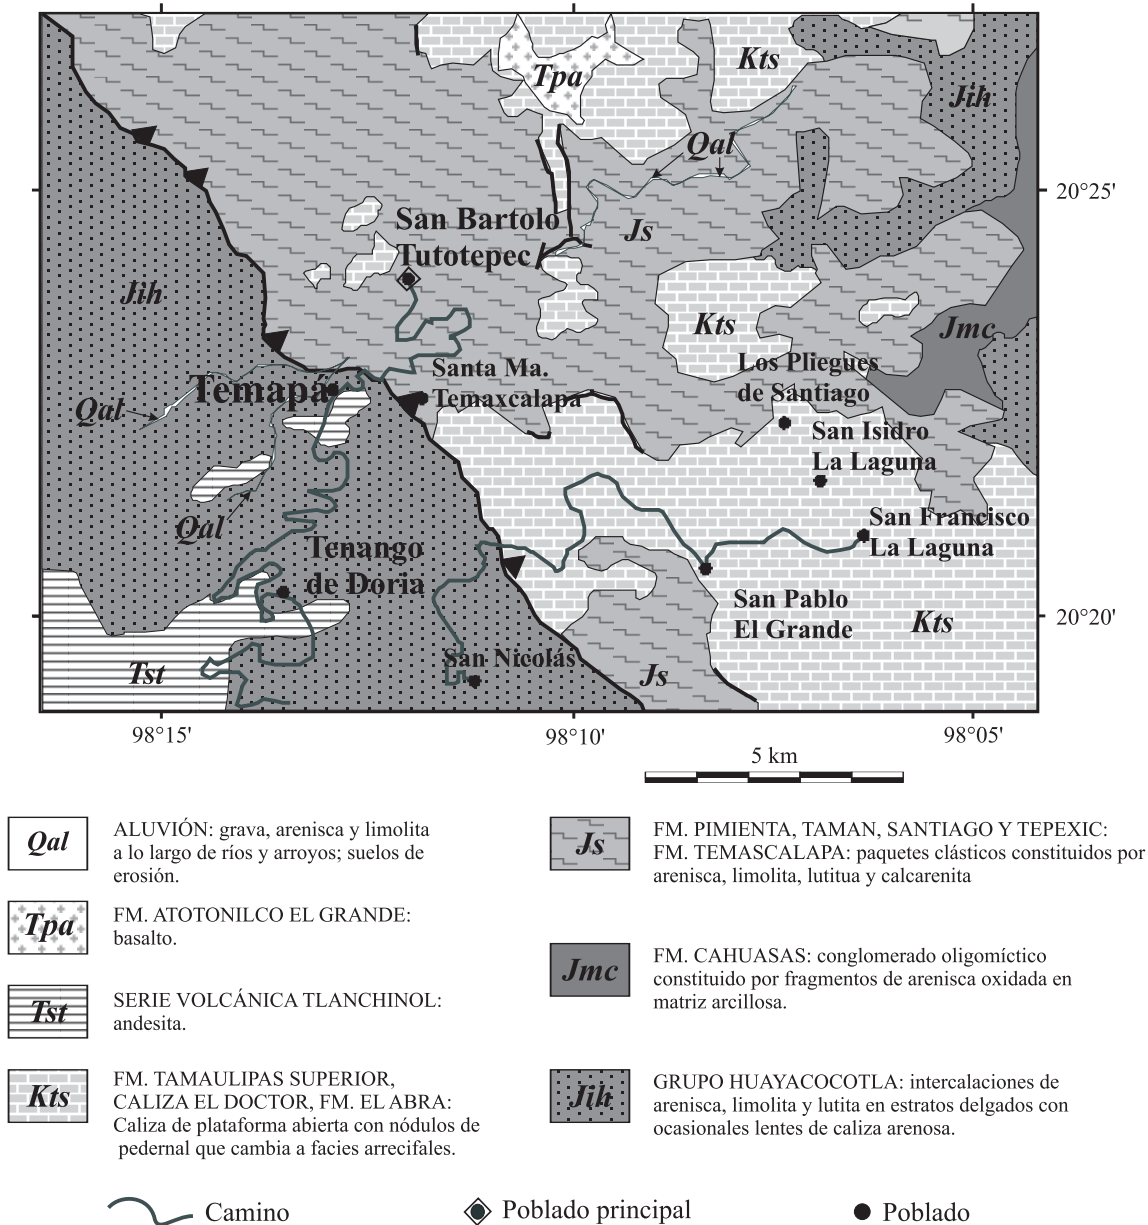 Tpa
Kts
Jih
Qal
20°25'
San Bartolo
Tutotepec
Js
Jih
Kts
Jmc
Los Pliegues
de Santiago
Santa Ma.
Temaxcalapa
Temapá
Qal
San Isidro
La Laguna
Qal
San Francisco
La Laguna
Tenango
de Doria
San Pablo
El Grande
Kts
20°20'
San Nicolás
Tst
Js
98°15'
98°10'
98°05'
5 km
Qal
ALUVIÓN: grava, arenisca y limolita
a lo largo de ríos y arroyos; suelos de
erosión.
Tpa
FM. ATOTONILCO EL GRANDE:
basalto.
Tst
SERIE VOLCÁNICA TLANCHINOL:
andesita.
Kts
FM. TAMAULIPAS SUPERIOR,
CALIZA EL DOCTOR, FM. EL ABRA:
Caliza de plataforma abierta con nódulos de
pedernal que cambia a facies arrecifales.
Js
FM. PIMIENTA, TAMAN, SANTIAGO Y TEPEXIC:
FM. TEMASCALAPA: paquetes clásticos constituidos por
arenisca, limolita, lutitua y calcarenita
Jmc
FM. CAHUASAS: conglomerado oligomíctico
constituido por fragmentos de arenisca oxidada en
matriz arcillosa.
Jih
GRUPO HUAYACOCOTLA: intercalaciones de
arenisca, limolita y lutita en estratos delgados con
ocasionales lentes de caliza arenosa.
Camino
Poblado principal
Poblado